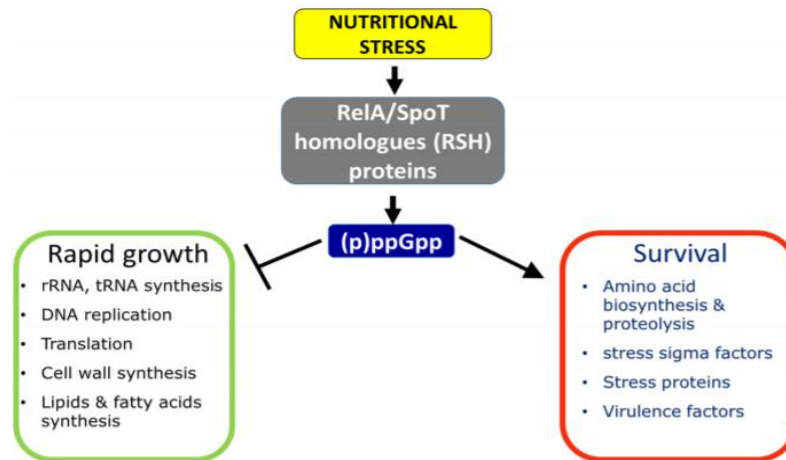 NUTRITIONAL
STRESS
RelA/SpoT
homologues (RSH)
proteins
(p)ppGpp
Rapid growth
• rRNA, tRNA synthesis
• DNA replication
• Translation
• Cell wall synthesis
• Lipids & fatty acids
synthesis
Survival
• Amino acid
biosynthesis &
proteolysis
• stress sigma factors
• Stress proteins
• Virulence factors